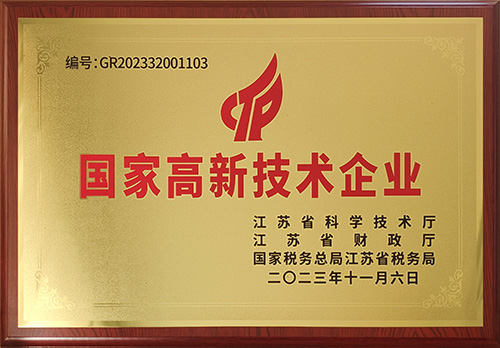 编号:GR202332001103
CTP
国家高新技术企业
江苏省科学技术厅
江苏省财政厅
国家税务总局江苏省税务局
二〇二三年十一月六日